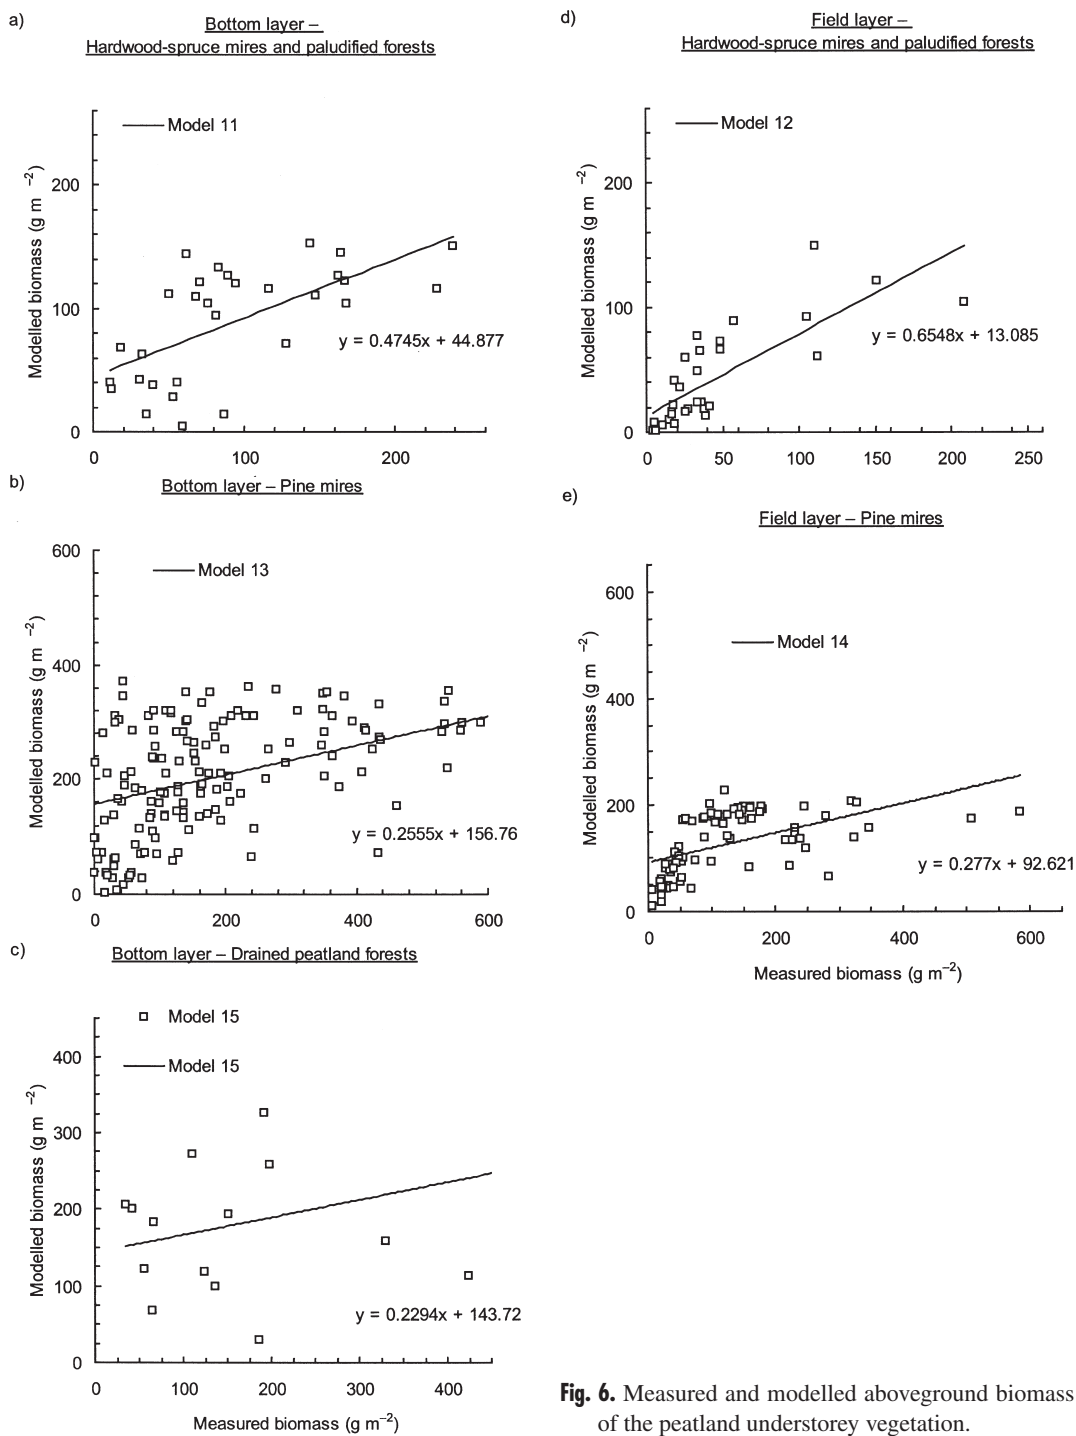 a)
Bottom layer –
Hardwood-spruce mires and paludified forests
Model 11
Modelled biomass (g m –2)
200
100
0
y = 0.4745x + 44.877
0 100 200
b)
Bottom layer – Pine mires
Model 13
Modelled biomass (g m –2)
600
400
200
0
y = 0.2555x + 156.76
0 200 400 600
c)
Bottom layer – Drained peatland forests
Model 15
Model 15
Modelled biomass (g m –2)
400
300
200
100
0
y = 0.2294x + 143.72
0 100 200 300 400
Measured biomass (g m–2)
d)
Field layer –
Hardwood-spruce mires and paludified forests
Model 12
Modelled biomass (g m –2)
200
100
0
y = 0.6548x + 13.085
0 50 100 150 200 250
e)
Field layer – Pine mires
Model 14
Modelled biomass (g m –2)
600
400
200
0
y = 0.277x + 92.621
0 200 400 600
Measured biomass (g m–2)
Fig. 6. Measured and modelled aboveground biomass
of the peatland understorey vegetation.